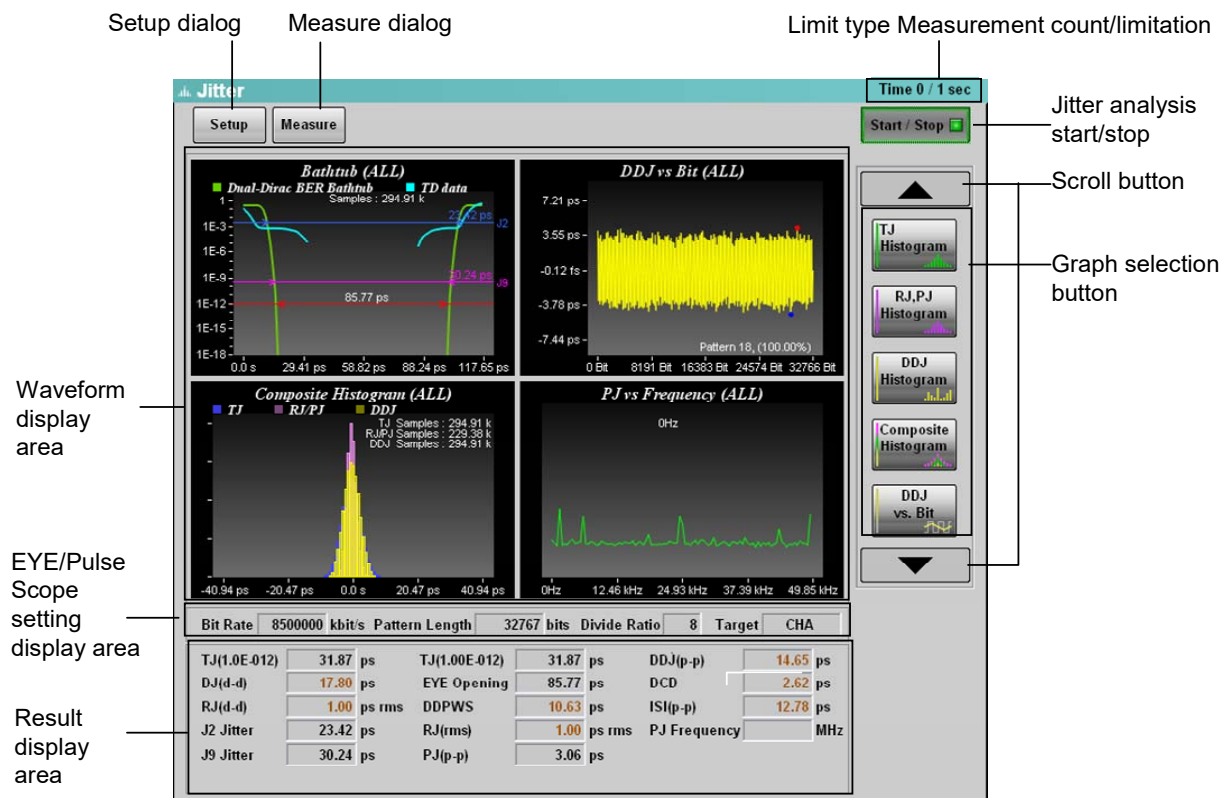 Setup dialog
Measure dialog
Limit type Measurement count/limitation
Jitter
Time 0 / 1 sec
Setup
Measure
Start / Stop
Jitter analysis
start/stop
Scroll button
Graph selection
button
Waveform
display
area
EYE/Pulse
Scope
setting
display area
Result
display
area
Bathtub (ALL)
Dual-Dirac BER Bathtub
TD data
Samples : 294.91 k
1
1E-3
1E-6
1E-9
1E-12
1E-15
1E-18
23.42 ps
J2
30.24 ps
J9
85.77 ps
0.0 s
29.41 ps
58.82 ps
88.24 ps
117.65 ps
DDJ vs Bit (ALL)
7.21 ps
3.55 ps
-0.12 fs
-3.78 ps
-7.44 ps
Pattern 18, (100.00%)
0 Bit
8191 Bit
16383 Bit
24574 Bit
32766 Bit
Composite Histogram (ALL)
TJ
RJ/PJ
DDJ
TJ Samples : 294.91 k
RJ/PJ Samples : 229.38 k
DDJ Samples : 294.91 k
-40.94 ps
-20.47 ps
0.0 s
20.47 ps
40.94 ps
PJ vs Frequency (ALL)
0Hz
0Hz
12.46 kHz
24.93 kHz
37.39 kHz
49.85 kHz
TJ
Histogram
RJ,PJ
Histogram
DDJ
Histogram
Composite
Histogram
DDJ
vs. Bit
Bit Rate 8500000 kbit/s Pattern Length 32767 bits Divide Ratio 8 Target CHA
TJ(1.0E-012) 31.87 ps TJ(1.00E-012) 31.87 ps DDJ(p-p) 14.65 ps
DJ(d-d) 17.80 ps EYE Opening 85.77 ps DCD 2.62 ps
RJ(d-d) 1.00 ps rms DDPWS 10.63 ps ISI(p-p) 12.78 ps
J2 Jitter 23.42 ps RJ(rms) 1.00 ps rms PJ Frequency MHz
J9 Jitter 30.24 ps PJ(p-p) 3.06 ps